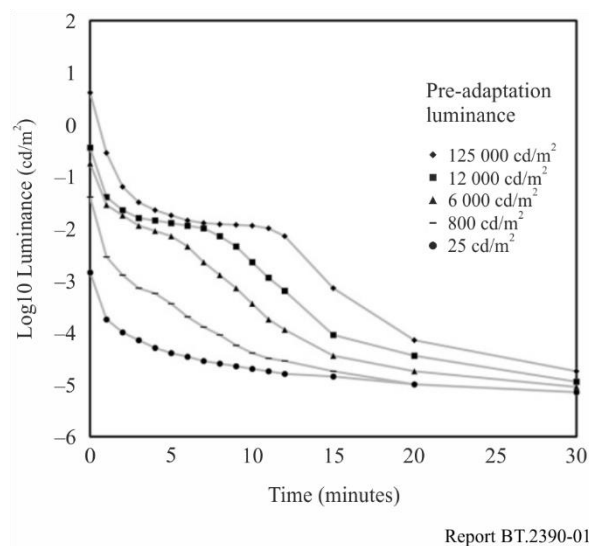 2
1
0
–1
–2
–3
–4
–5
–6
Log10 Luminance (cd/m²)
Pre-adaptation
luminance
125 000 cd/m²
12 000 cd/m²
6 000 cd/m²
800 cd/m²
25 cd/m²
0 5 10 15 20 25 30
Time (minutes)
Report BT.2390-01